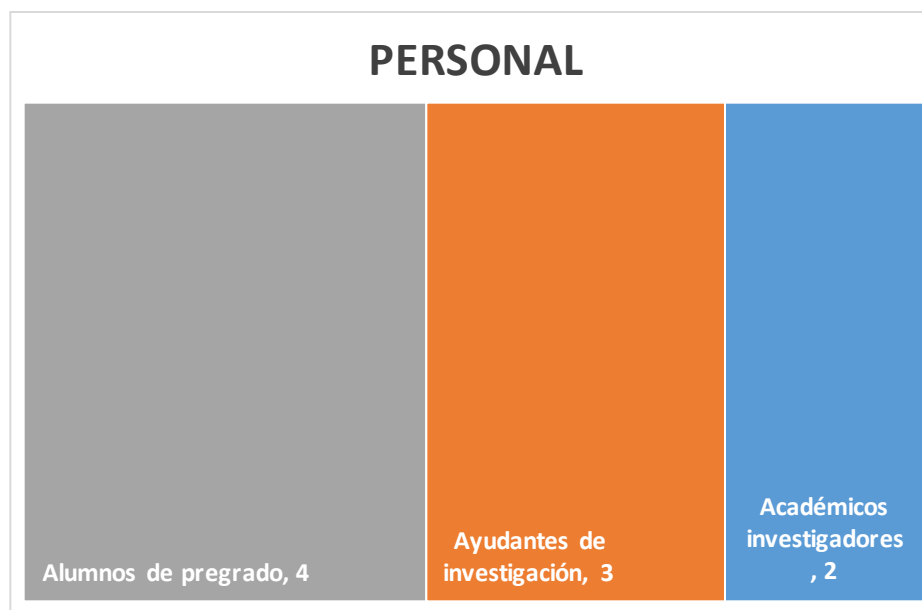 PERSONAL
Alumnos de pregrado, 4
Ayudantes de
investigación, 3
Académicos
investigadores
, 2